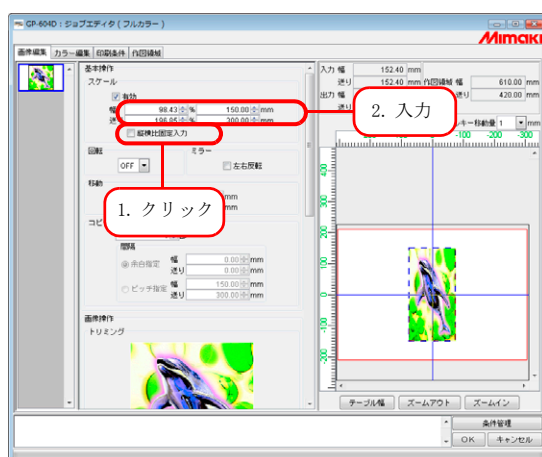 GP-604D : ジョブエディタ ( フルカラー )
Mimaki
画像編集 カラー編集 印刷条件 作図領域
基本操作
スケール
有効
幅 98.43 % 150.00 mm
196.85 % 300.00 mm
縦横比固定入力
回転 ミラー
OFF 左右反転
移動
mm
mm
間隔
余白指定 幅 0.00 mm
送り 0.00 mm
ピッチ指定 幅 150.00 mm
送り 300.00 mm
画像操作
トリミング
1. クリック
2. 入力
入力 幅 152.40 mm
送り 152.40 mm 作図領域 幅 610.00 mm
出力 幅 送り 420.00 mm
キー移動量 1 mm
-100 -200 -300
テーブル幅 ズームアウト ズームイン
条件管理
OK キャンセル